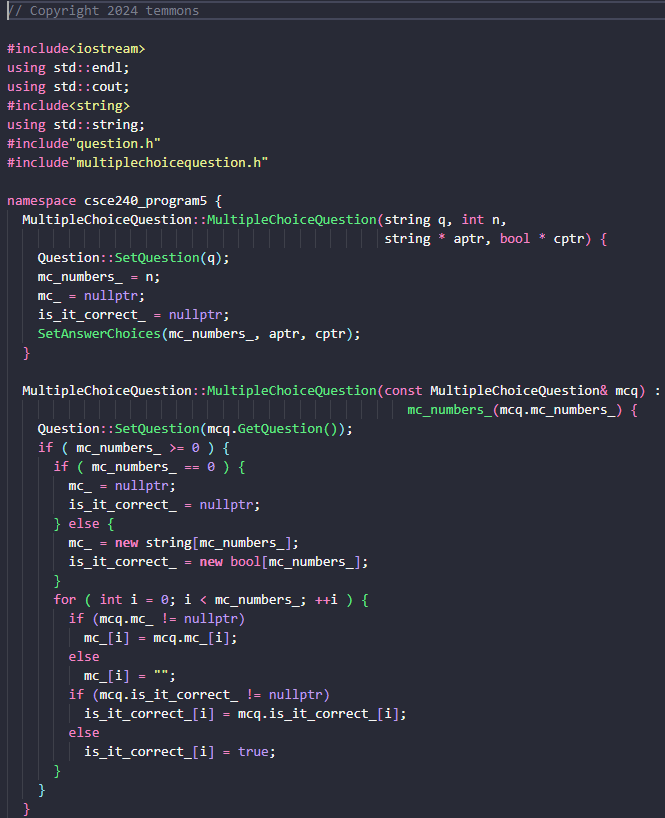 // Copyright 2024 temmons
#include<iostream>
using std::endl;
using std::cout;
#include<string>
using std::string;
#include"question.h"
#include"multiplechoicequestion.h"
namespace csce240_program5 {
MultipleChoiceQuestion::MultipleChoiceQuestion(string q, int n,
string * aptr, bool * cptr) {
Question::SetQuestion(q);
mc_numbers_ = n;
mc_ = nullptr;
is_it_correct_ = nullptr;
SetAnswerChoices(mc_numbers_, aptr, cptr);
}
MultipleChoiceQuestion::MultipleChoiceQuestion(const MultipleChoiceQuestion& mcq) :
mc_numbers_(mcq.mc_numbers_) {
Question::SetQuestion(mcq.GetQuestion());
if ( mc_numbers_ >= 0 ) {
if ( mc_numbers_ == 0 ) {
mc_ = nullptr;
is_it_correct_ = nullptr;
} else {
mc_ = new string[mc_numbers_];
is_it_correct_ = new bool[mc_numbers_];
}
for ( int i = 0; i < mc_numbers_; ++i ) {
if (mcq.mc_ != nullptr)
mc_[i] = mcq.mc_[i];
else
mc_[i] = "";
if (mcq.is_it_correct_ != nullptr)
is_it_correct_[i] = mcq.is_it_correct_[i];
else
is_it_correct_[i] = true;
}
}
}